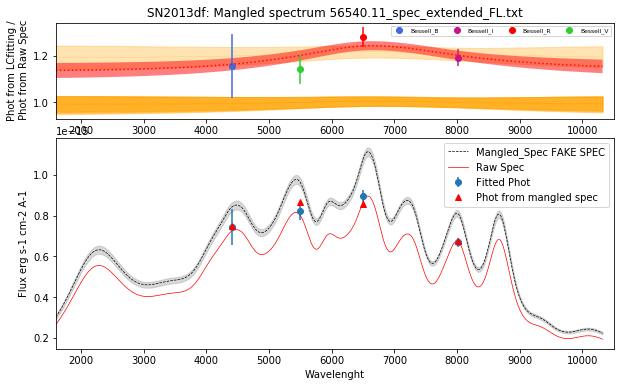 SN2013df: Mangled spectrum 56540.11_spec_extended_FL.txt
Phot from LCfitting /
Phot from Raw Spec
1.2
1.0
Bessell_B
Bessell_I
Bessell_R
Bessell_V
2000 3000 4000 5000 6000 7000 8000 9000 10000
Flux erg s-1 cm-2 A-1
1.0
0.8
0.6
0.4
0.2
Mangled_Spec FAKE SPEC
Raw Spec
Fitted Phot
Phot from mangled spec
2000 3000 4000 5000 6000 7000 8000 9000 10000
Wavelenght